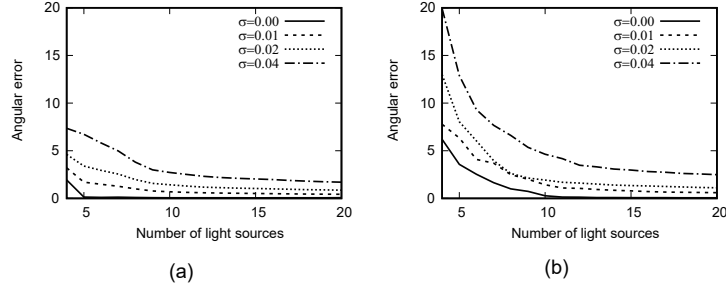 20
15
10
5
0
Angular error
σ=0.00
σ=0.01
σ=0.02
σ=0.04
5
10
15
20
Number of light sources
(a)
20
15
10
5
0
Angular error
σ=0.00
σ=0.01
σ=0.02
σ=0.04
5
10
15
20
Number of light sources
(b)